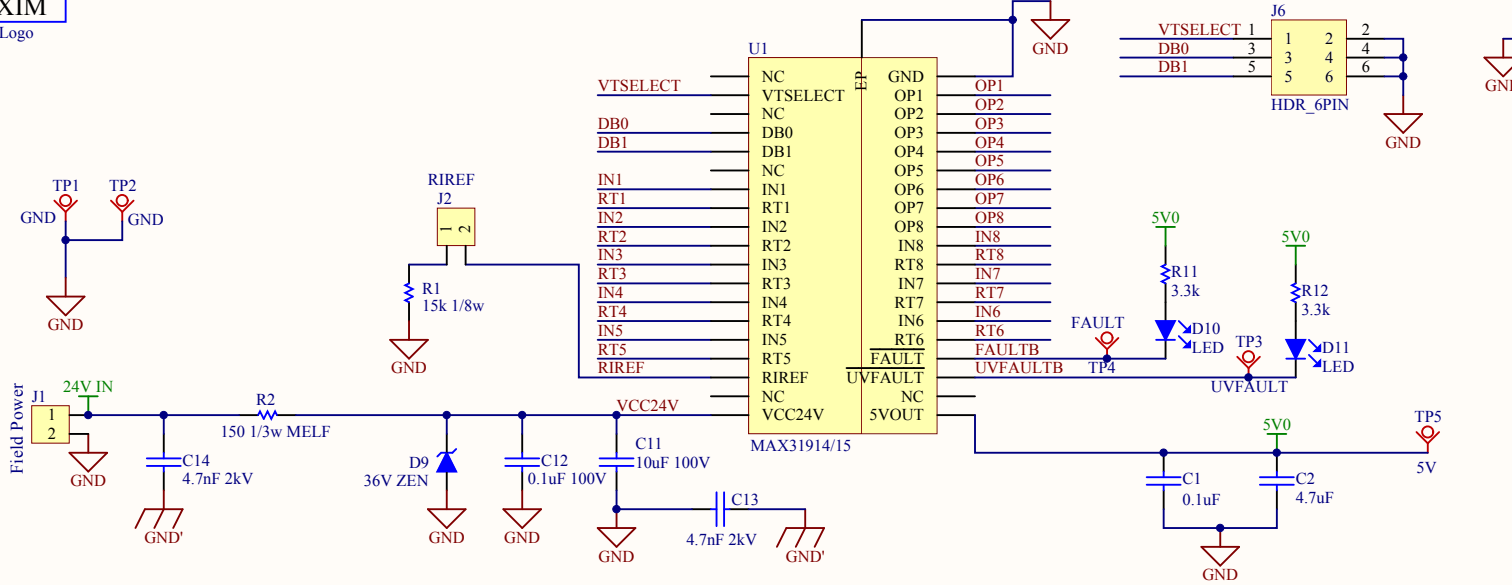 XIM
Logo
U1
EP
NC
VTSELECT
NC
DB0
DB1
NC
IN1
RT1
IN2
RT2
IN3
RT3
IN4
RT4
IN5
RT5
RIREF
NC
VCC24V
GND
OP1
OP2
OP3
OP4
OP5
OP6
OP7
OP8
IN8
RT8
IN7
RT7
IN6
RT6
FAULT
UVFAULT
NC
5VOUT
MAX31914/15
VTSELECT
DB0
DB1
IN1
RT1
IN2
RT2
IN3
RT3
IN4
RT4
IN5
RT5
RIREF
VCC24V
OP1
OP2
OP3
OP4
OP5
OP6
OP7
OP8
IN8
RT8
IN7
RT7
IN6
RT6
FAULTB
UVFAULTB
GND
J6
VTSELECT 1
DB0 3
DB1 5
1 2
3 4
5 6
2
4
6
HDR_6PIN
GND
GN
TP1
GND
TP2
GND
GND
RIREF
J2
1
2
R1
15k 1/8w
GND
5V0
R11
3.3k
D10
LED
FAULT
TP4
5V0
R12
3.3k
D11
LED
TP3
UVFAULT
Field Power
J1
1
2
24V IN
GND
R2
150 1/3w MELF
C14
4.7nF 2kV
GND'
D9
36V ZEN
GND
C12
0.1uF 100V
GND
C11
10uF 100V
GND
C13
4.7nF 2kV
GND'
5V0
TP5
5V
C1
0.1uF
C2
4.7uF
GND